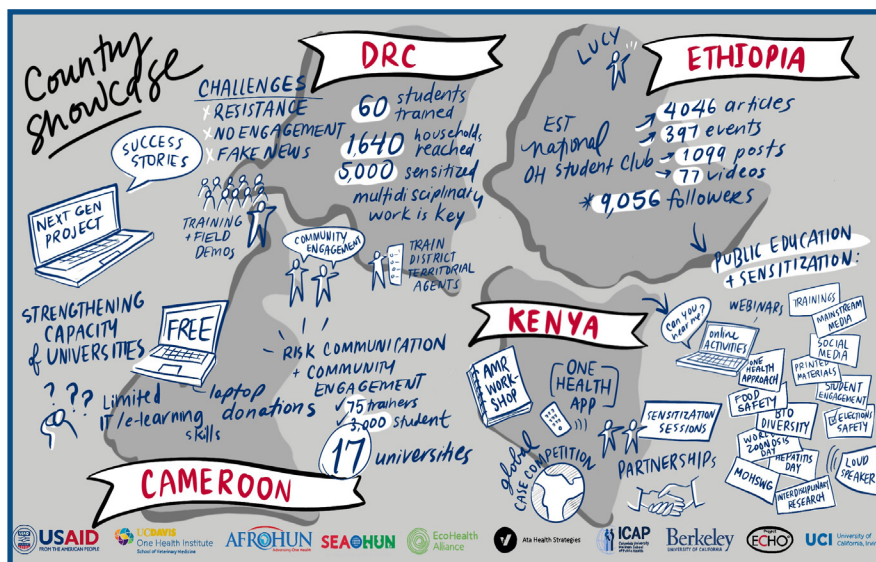 Country
Showcase
SUCCESS
STORIES
NEXT GEN
PROJECT
DRC
CHALLENGES
x RESISTANCE
x NO ENGAGEMENT
x FAKE NEWS
60 students
trained
1,640 households
reached
5,000 sensitized
multidisciplinary
work is key
TRAINING
+ FIELD
DEMOS
COMMUNITY
ENGAGEMENT
TRAIN
DISTRICT
TERRITORIAL
AGENTS
ETHIOPIA
LUCY
EST
national
OH Student Club
→ 4046 articles
→ 397 events
→ 1099 posts
→ 77 videos
* 9,056 followers
PUBLIC EDUCATION
+ SENSITIZATION:
STRENGTHENING
CAPACITY
of UNIVERSITIES
FREE
laptop
donations
???
Limited
IT/e-learning
skills
RISK COMMUNICATION
+ COMMUNITY
ENGAGEMENT
✓ 75 trainers
✓ 3,000 student
17 universities
CAMEROON
KENYA
AMR
WORK-
SHOP
ONE
HEALTH
APP
global
CASE COMPETITION
SENSITIZATION
SESSIONS
PARTNERSHIPS
can you
hear me?
online
ACTIVITIES
WEBINARS
TRAININGS
MAINSTREAM
MEDIA
SOCIAL
MEDIA
PRINTED
MATERIALS
ONE
HEALTH
APPROACH
STUDENT
ENGAGEMENT
FOOD
SAFETY
BIO
DIVERSITY
ELECTIONS
SAFETY
WORLD
ZOONOSIS
DAY
HEPATITIS
DAY
LOUD
SPEAKER
MOHSWG
INTERDISCIPLINARY
RESEARCH
USAID
FROM THE AMERICAN PEOPLE
UCDAVIS
One Health Institute
School of Veterinary Medicine
AFROHUN
Advancing One Health
SEAOHUN
EcoHealth
Alliance
Ata Health Strategies
ICAP
Berkeley
UNIVERSITY OF CALIFORNIA
Project
ECHO
UCI University of
California, Irvine